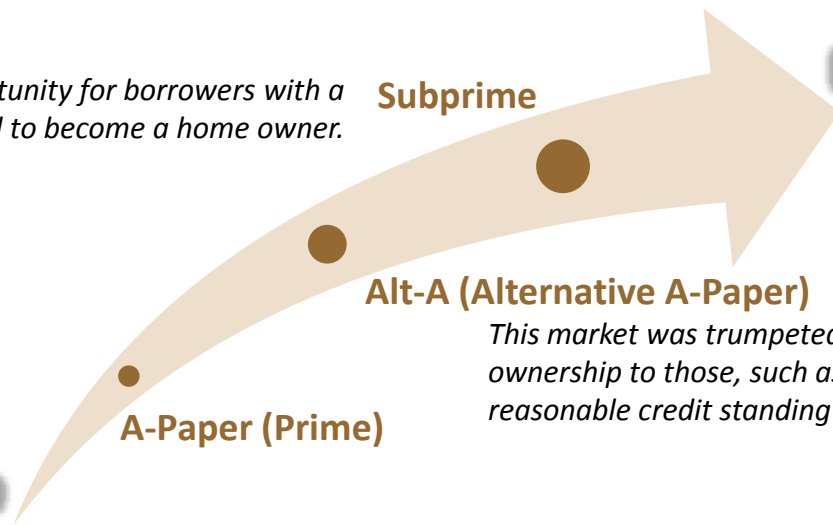 Subprime
tunity for borrowers with a
to become a home owner.
Alt-A (Alternative A-Paper)
This market was trumpeted
ownership to those, such as
reasonable credit standing
A-Paper (Prime)